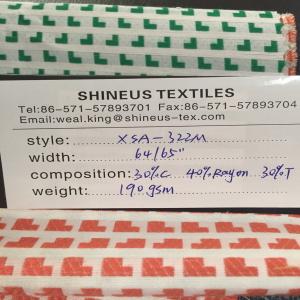 SHINEUS TEXTILES
Tel:86-571-57893701 Fax:86-571-57893704
Email:weal.king@shineus-tex.com
style: XSA-322M
width: 64/65"
composition: 30%C 40%Rayon 30%T
weight: 190gsm